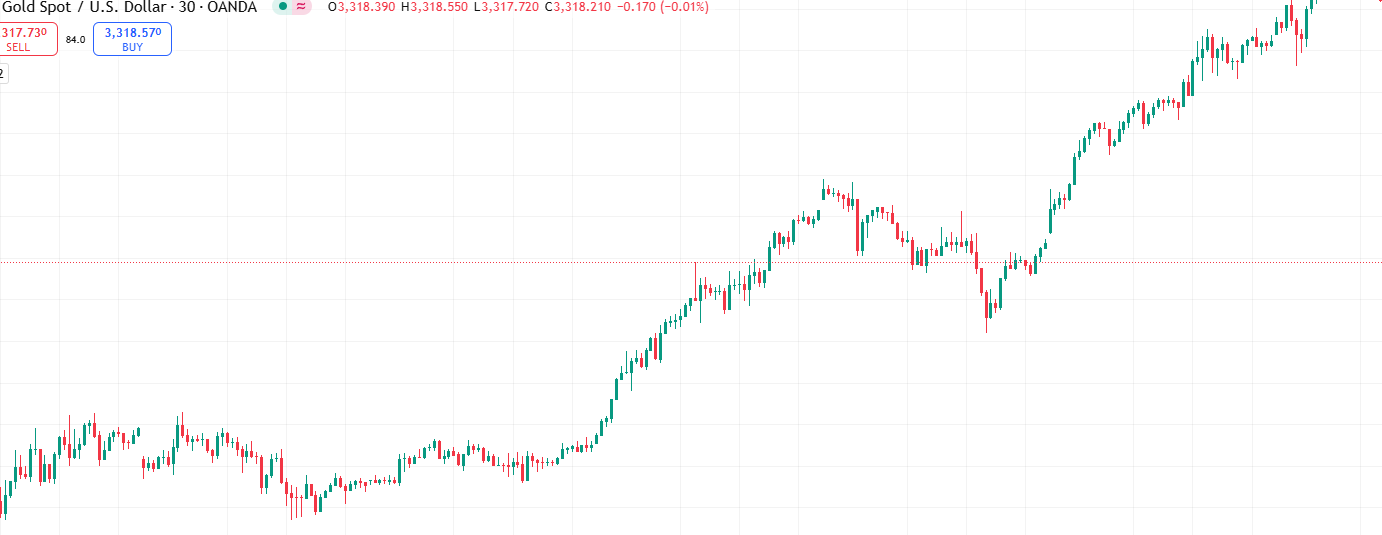 Gold Spot / U.S. Dollar · 30 · OANDA ≈ O3,318.390 H3,318.550 L3,317.720 C3,318.210 −0.170 (−0.01%)
317.730 84.0 3,318.570
SELL BUY
2